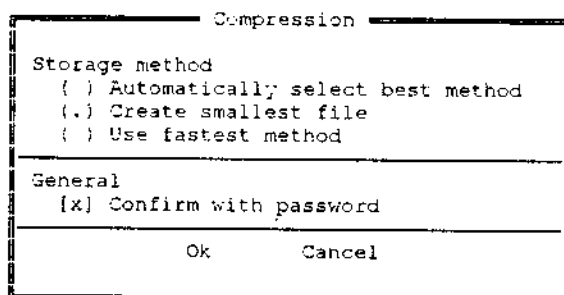 Compression
Storage method
( ) Automatically select best method
(.) Create smallest file
( ) Use fastest method
General
[x] Confirm with password
Ok Cancel